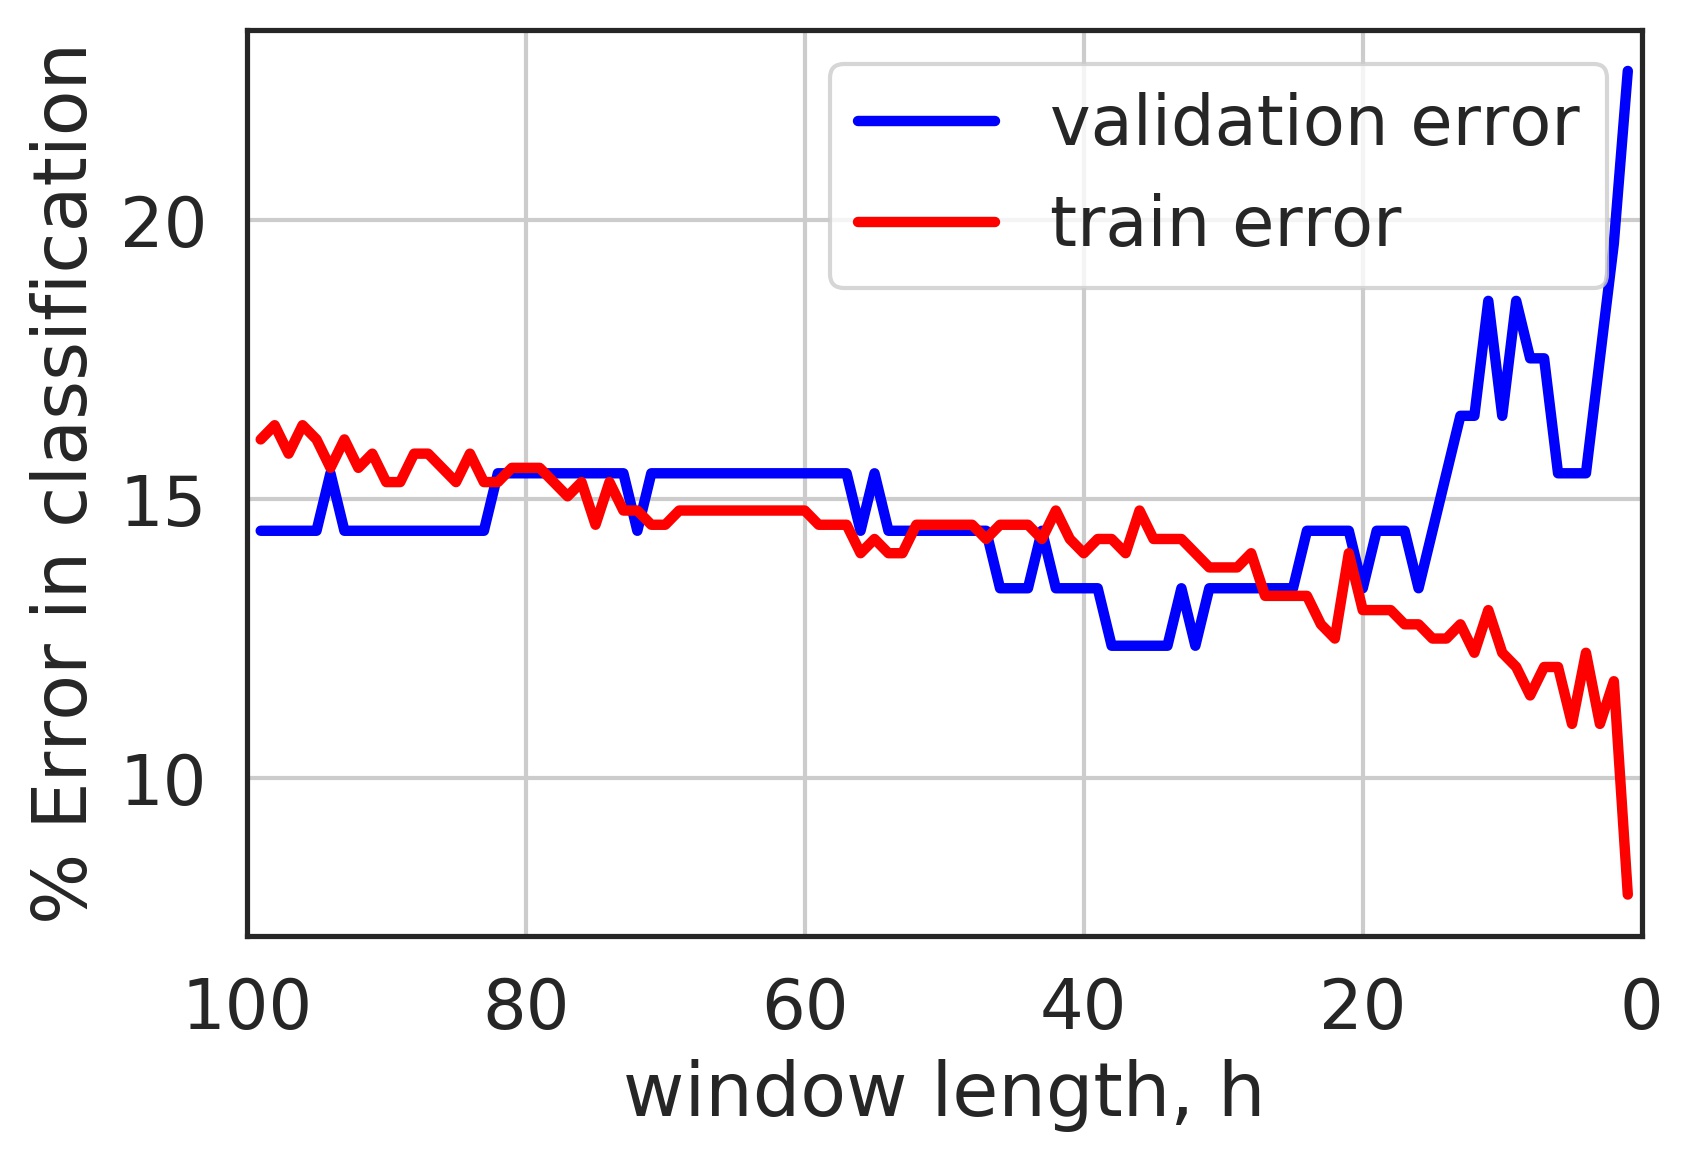 % Error in classification
validation error
train error
20
15
10
100 80 60 40 20 0
window length, h